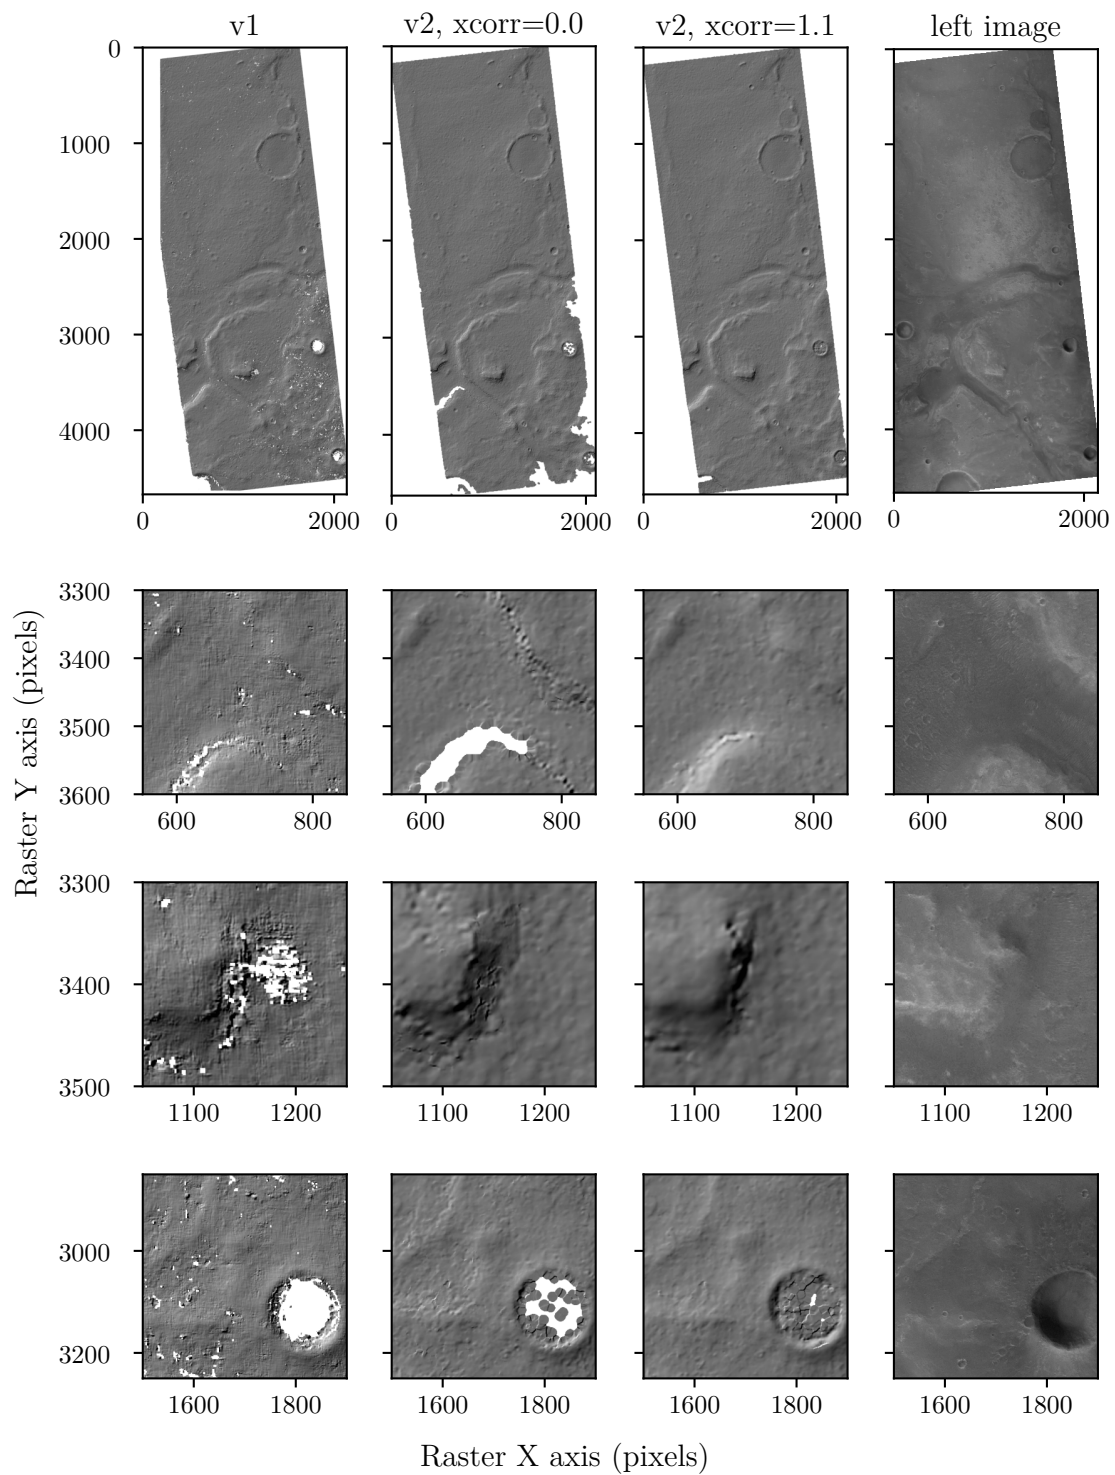 v1 v2, xcorr=0.0 v2, xcorr=1.1 left image
0
1000
2000
3000
4000
0 2000 0 2000 0 2000 0 2000
Raster Y axis (pixels)
3300
3400
3500
3600
600 800 600 800 600 800 600 800
3300
3400
3500
1100 1200 1100 1200 1100 1200 1100 1200
3000
3200
1600 1800 1600 1800 1600 1800 1600 1800
Raster X axis (pixels)